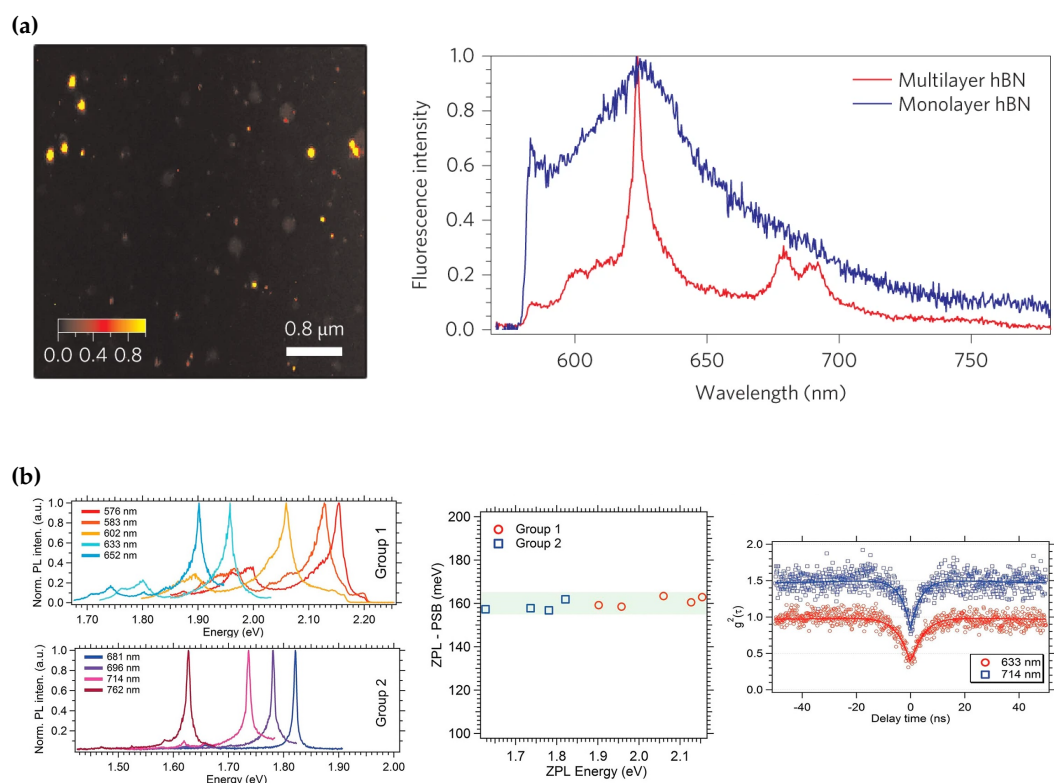 (a)
0.0 0.4 0.8
0.8 µm
Fluorescence intensity
1.0
0.8
0.6
0.4
0.2
0.0
Multilayer hBN
Monolayer hBN
600 650 700 750
Wavelength (nm)
(b)
Norm. PL inten. (a.u.)
1.0
0.8
0.6
0.4
0.2
576 nm
583 nm
602 nm
633 nm
652 nm
Group 1
1.70 1.80 1.90 2.00 2.10 2.20
Energy (eV)
Norm. PL inten. (a.u.)
1.0
0.8
0.6
0.4
0.2
681 nm
696 nm
714 nm
762 nm
Group 2
1.50 1.60 1.70 1.80 1.90 2.00
Energy (eV)
ZPL - PSB (meV)
200
180
160
140
120
100
Group 1
Group 2
1.7 1.8 1.9 2.0 2.1
ZPL Energy (eV)
g²(τ)
2.0
1.5
1.0
0.5
0.0
633 nm
714 nm
-40 -20 0 20 40
Delay time (ns)